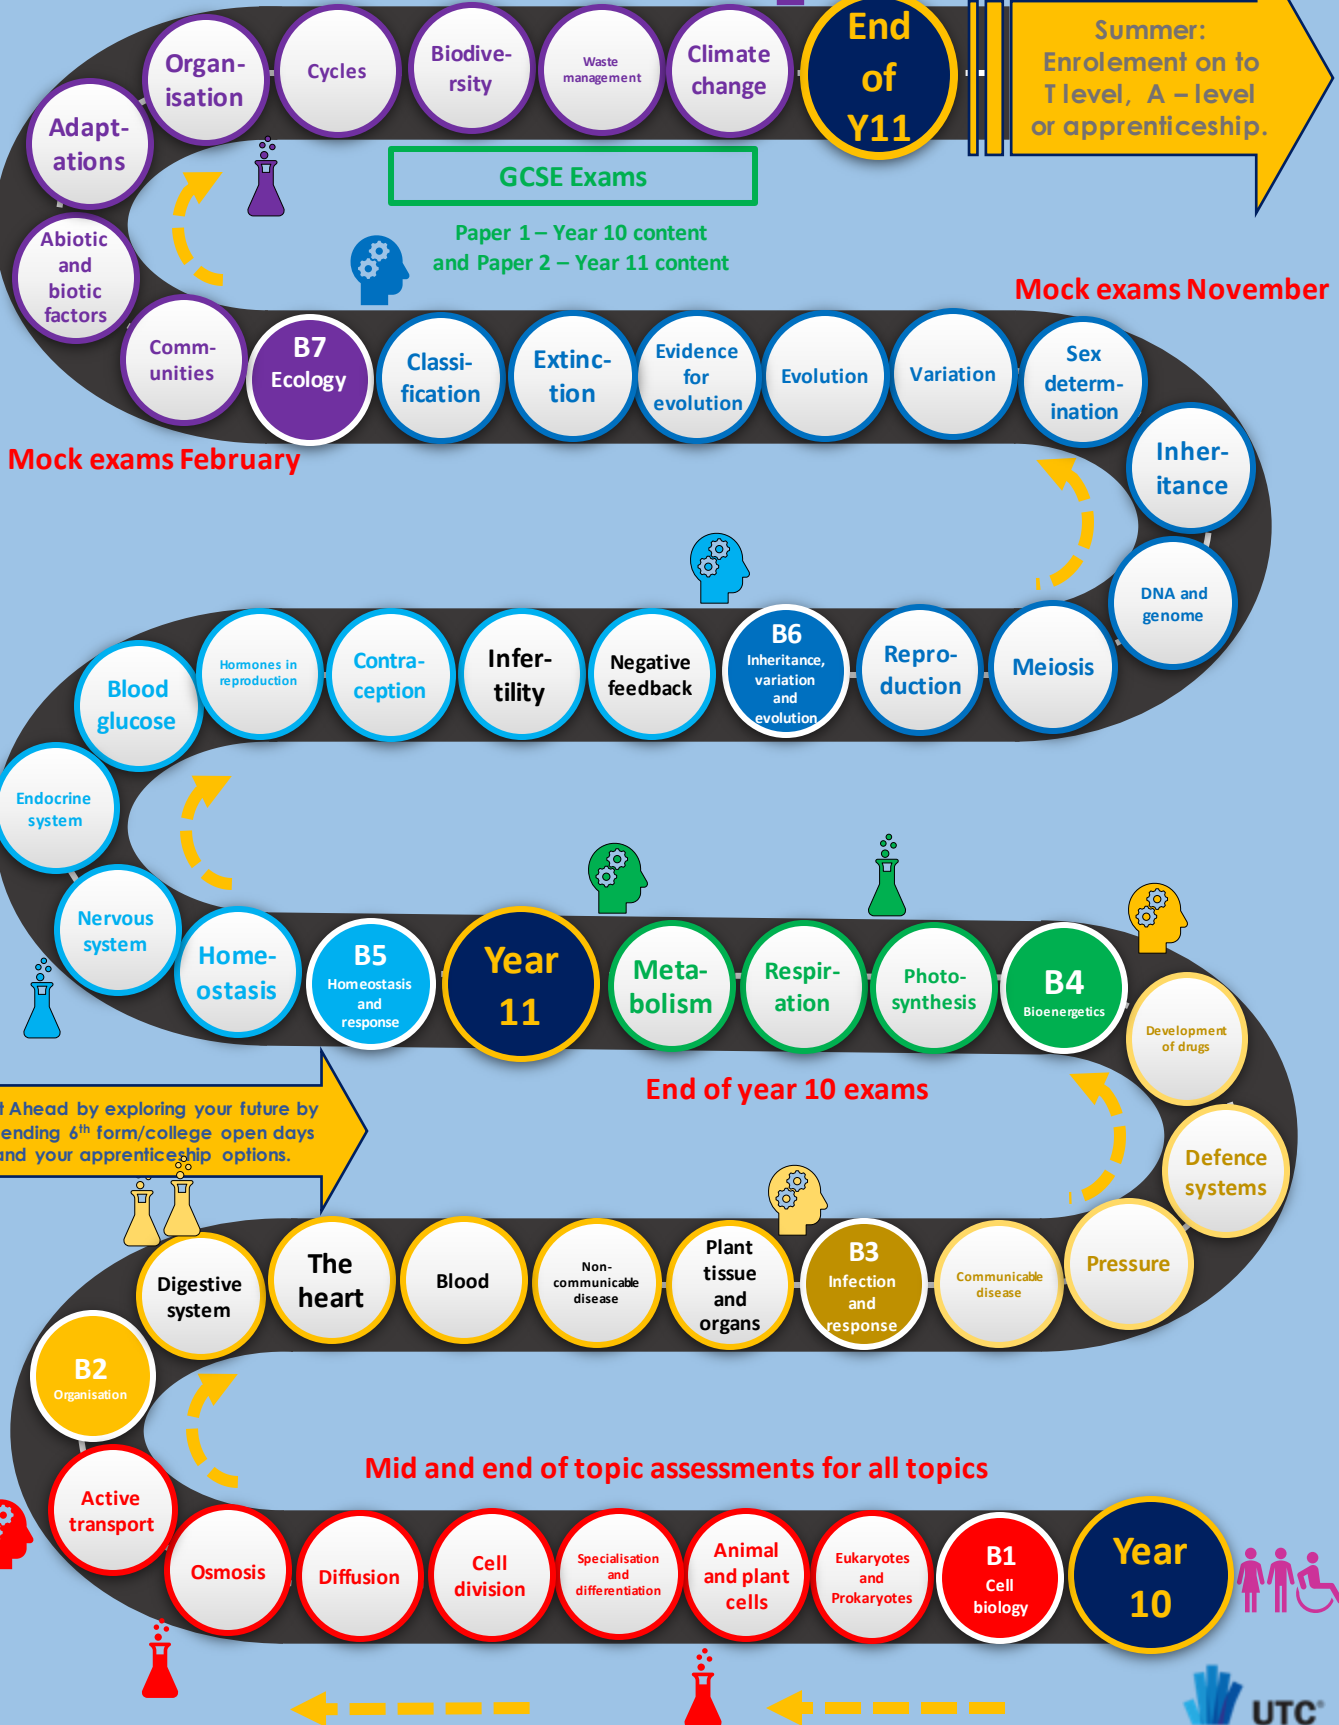 Organ-
isation
Cycles
Biodive-
rsity
Waste
management
Climate
change
End
of
Y11
Summer:
Enrolement on to
T level, A – level
or apprenticeship.
Adapt-
ations
GCSE Exams
Paper 1 – Year 10 content
and Paper 2 – Year 11 content
Abiotic
and
biotic
factors
Mock exams November
Comm-
unities
B7
Ecology
Classi-
fication
Extinc-
tion
Evidence
for
evolution
Evolution
Variation
Sex
determ-
ination
Mock exams February
Inher-
itance
DNA and
genome
Blood
glucose
Hormones in
reproduction
Contra-
ception
Infer-
tility
Negative
feedback
B6
Inheritance,
variation
and
evolution
Repro-
duction
Meiosis
Endocrine
system
Nervous
system
Home-
ostasis
B5
Homeostasis
and
response
Year
11
Meta-
bolism
Respir-
ation
Photo-
synthesis
B4
Bioenergetics
Development
of drugs
End of year 10 exams
t Ahead by exploring your future by
ending 6th form/college open days
and your apprenticeship options.
Defence
systems
Digestive
system
The
heart
Blood
Non-
communicable
disease
Plant
tissue
and
organs
B3
Infection
and
response
Communicable
disease
Pressure
B2
Organisation
Mid and end of topic assessments for all topics
Active
transport
Osmosis
Diffusion
Cell
division
Specialisation
and
differentiation
Animal
and plant
cells
Eukaryotes
and
Prokaryotes
B1
Cell
biology
Year
10
UTC